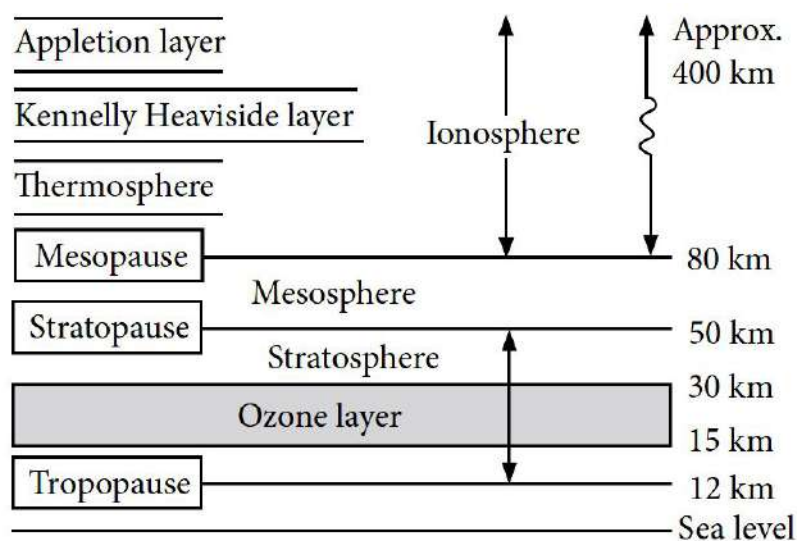 Appletion layer
Approx.
400 km
Kennelly Heaviside layer
Ionosphere
Thermosphere
Mesopause
80 km
Mesosphere
Stratopause
50 km
Stratosphere
30 km
Ozone layer
15 km
Tropopause
12 km
Sea level